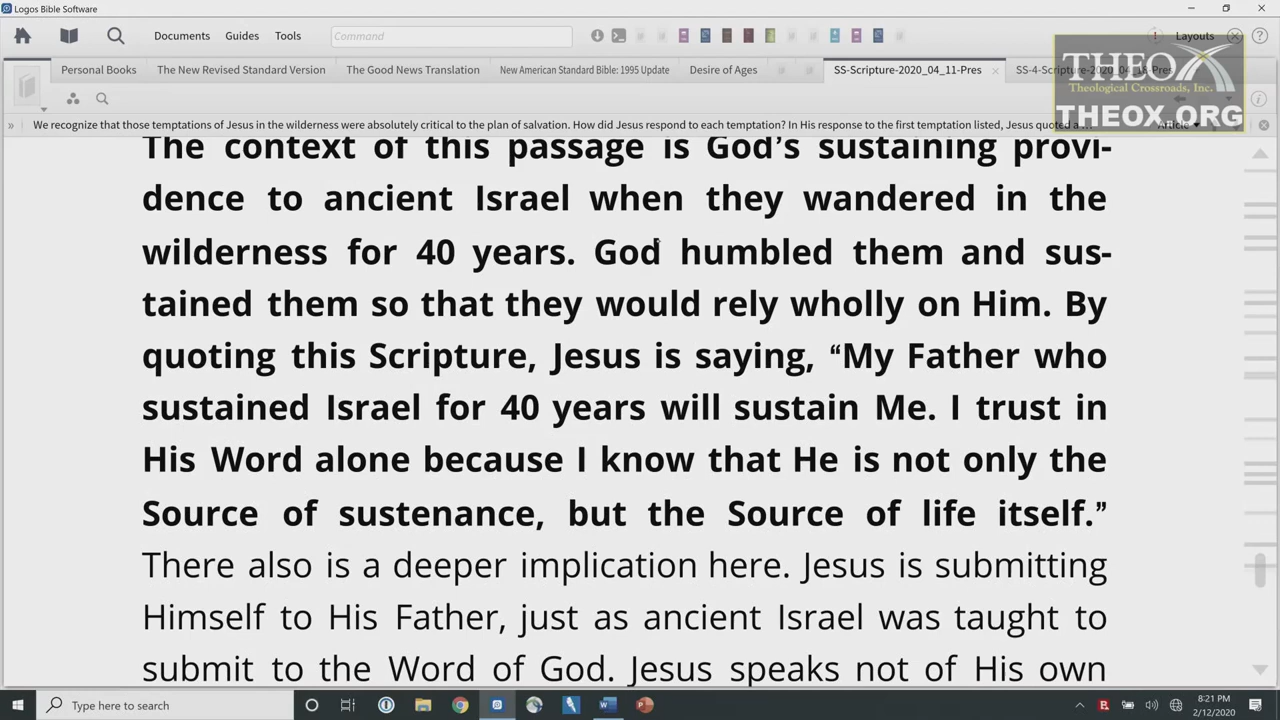 Logos Bible Software
Documents Guides Tools Command Layouts
Personal Books The New Revised Standard Version New American Standard Bible: 1995 Update Desire of Ages SS-Scripture-2020_04_11-Pres SS-4-Scripture-2020_04_18-Pres
THEOX
Theological Crossroads, Inc.
THEOX.ORG
» We recognize that those temptations of Jesus in the wilderness were absolutely critical to the plan of salvation. How did Jesus respond to each temptation? In His response to the first temptation listed, Jesus quoted a ... Article
The context of this passage is God’s sustaining provi-
dence to ancient Israel when they wandered in the
wilderness for 40 years. God humbled them and sus-
tained them so that they would rely wholly on Him. By
quoting this Scripture, Jesus is saying, “My Father who
sustained Israel for 40 years will sustain Me. I trust in
His Word alone because I know that He is not only the
Source of sustenance, but the Source of life itself.”
There also is a deeper implication here. Jesus is submitting
Himself to His Father, just as ancient Israel was taught to
submit to the Word of God. Jesus speaks not of His own
Type here to search
8:21 PM
2/12/2020